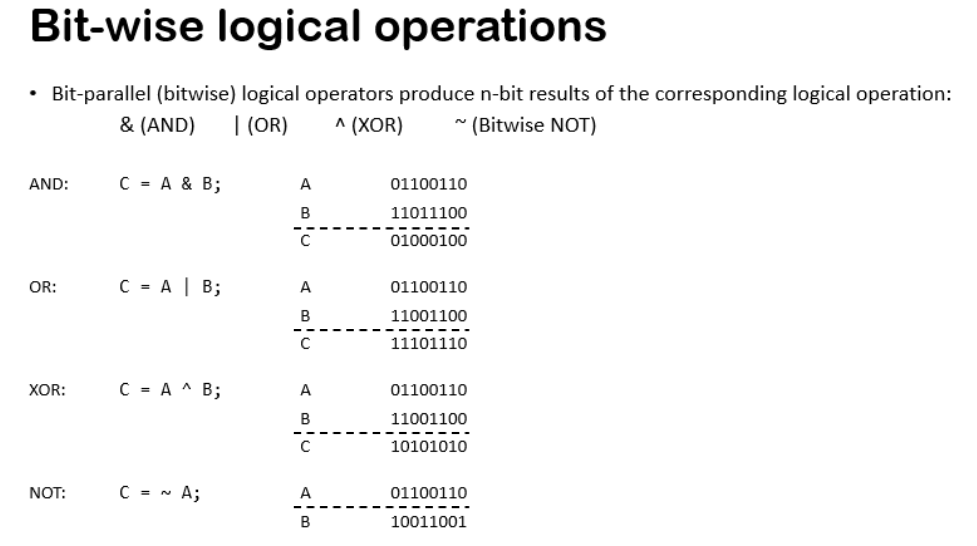 Bit-wise logical operations
• Bit-parallel (bitwise) logical operators produce n-bit results of the corresponding logical operation:
& (AND) | (OR) ^ (XOR) ~ (Bitwise NOT)
AND: C = A & B; A 01100110
B 11011100
C 01000100
OR: C = A | B; A 01100110
B 11001100
C 11101110
XOR: C = A ^ B; A 01100110
B 11001100
C 10101010
NOT: C = ~ A; A 01100110
B 10011001